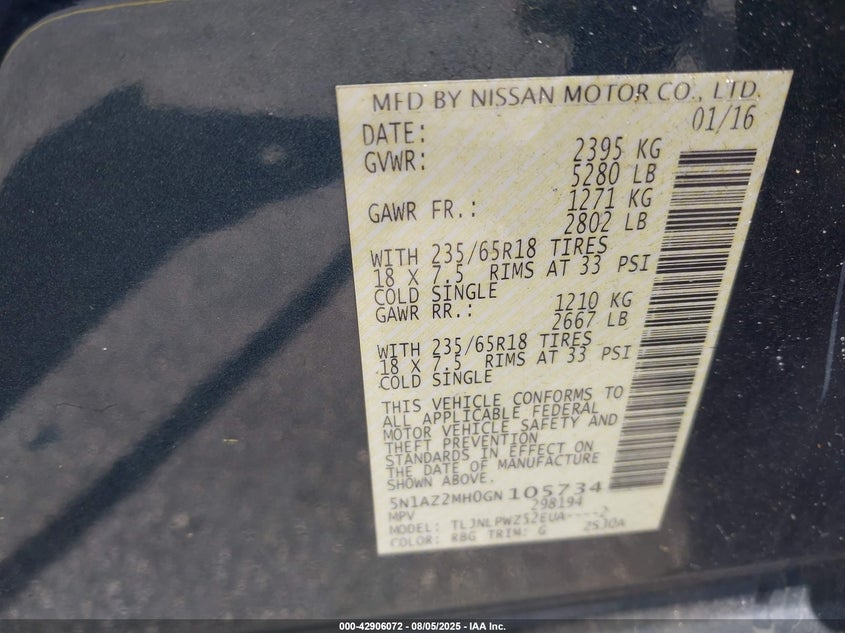 MFD BY NISSAN MOTOR CO., LTD.
DATE: 01/16
GVWR: 2395 KG
5280 LB
GAWR FR.: 1271 KG
2802 LB
WITH 235/65R18 TIRES
18 X 7.5 RIMS AT 33 PSI
COLD SINGLE
GAWR RR.: 1210 KG
2667 LB
WITH 235/65R18 TIRES
18 X 7.5 RIMS AT 33 PSI
COLD SINGLE
THIS VEHICLE CONFORMS TO
ALL APPLICABLE FEDERAL
MOTOR VEHICLE SAFETY AND
THEFT PREVENTION
STANDARDS IN EFFECT ON
THE DATE OF MANUFACTURE
SHOWN ABOVE.
5N1AZ2MH0GN 105734
MPV 298194
MODEL: TLJNLPWZ52EUA----2
COLOR: RBG TRIM: G 2SJ0A
000-42906072 - 08/05/2025 - IAA Inc.